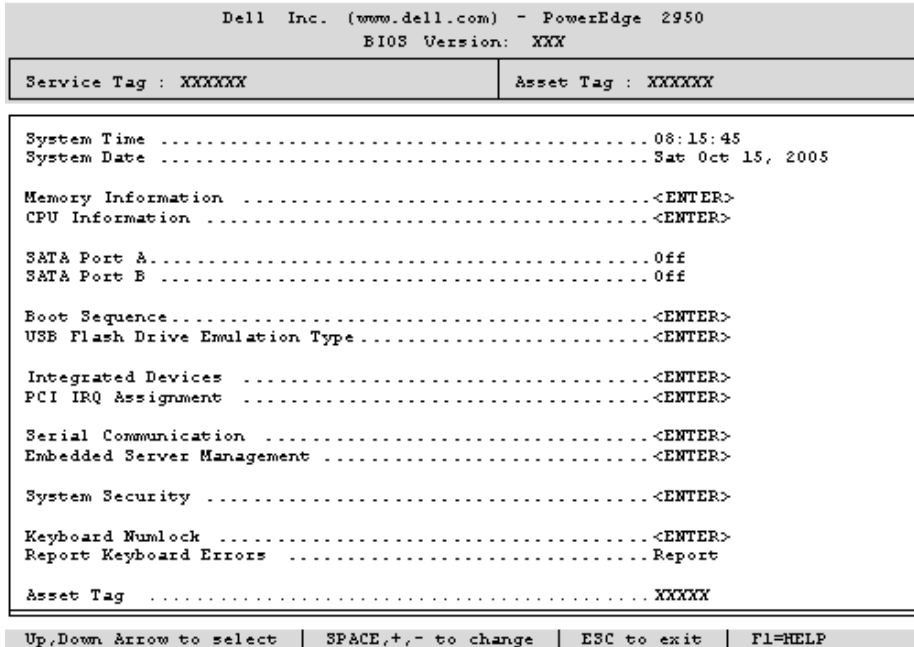 Dell Inc. (www.dell.com) - PowerEdge 2950
BIOS Version: XXX
Service Tag : XXXXXX Asset Tag : XXXXXX
System Time ............................................. 08:15:45
System Date ............................................. Sat Oct 15, 2005
Memory Information ...................................... <ENTER>
CPU Information ......................................... <ENTER>
SATA Port A.............................................. Off
SATA Port B ............................................. Off
Boot Sequence............................................ <ENTER>
USB Flash Drive Emulation Type........................... <ENTER>
Integrated Devices ...................................... <ENTER>
PCI IRQ Assignment ...................................... <ENTER>
Serial Communication .................................... <ENTER>
Embedded Server Management .............................. <ENTER>
System Security ......................................... <ENTER>
Keyboard Numlock ........................................ <ENTER>
Report Keyboard Errors .................................. Report
Asset Tag ............................................... XXXXX
Up,Down Arrow to select | SPACE,+,- to change | ESC to exit | F1=HELP